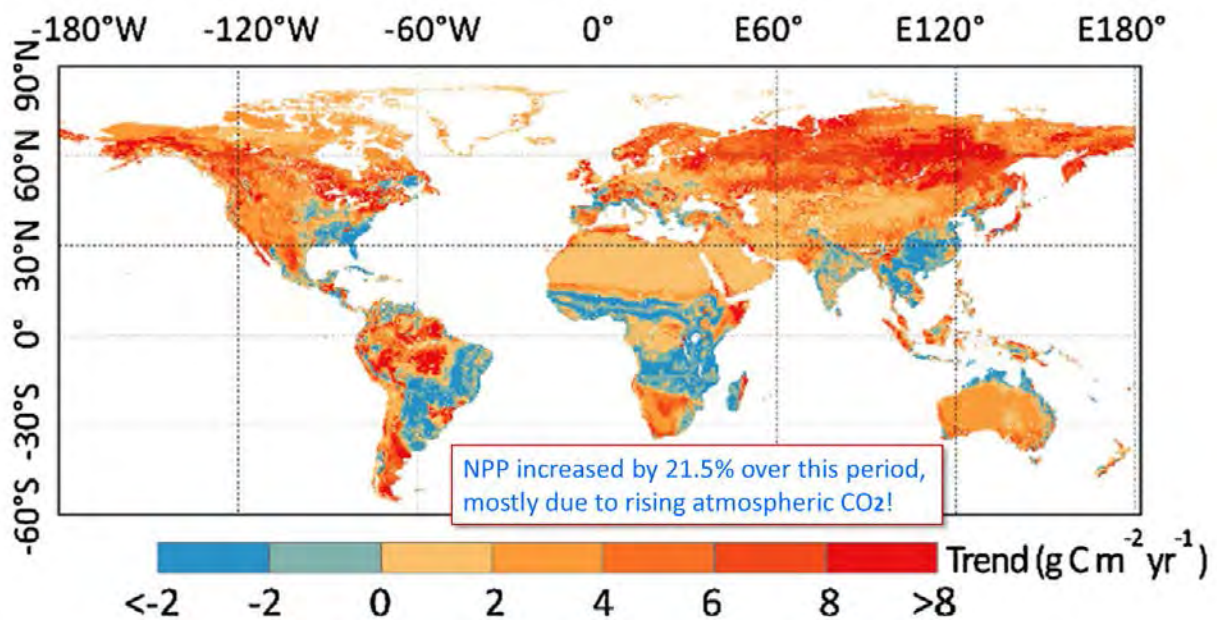 -180°W -120°W -60°W 0° E60° E120° E180°
90°N
60°N
30°N
0°
-30°S
-60°S
NPP increased by 21.5% over this period,
mostly due to rising atmospheric CO2!
Trend (g C m-2 yr-1)
<-2 -2 0 2 4 6 8 >8